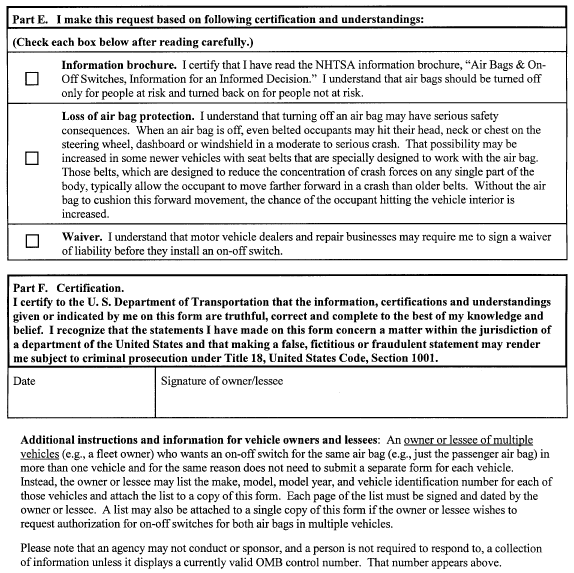 Part E. I make this request based on following certification and understandings:
(Check each box below after reading carefully.)
Information brochure. I certify that I have read the NHTSA information brochure, “Air Bags & On-
Off Switches, Information for an Informed Decision.” I understand that air bags should be turned off
only for people at risk and turned back on for people not at risk.
Loss of air bag protection. I understand that turning off an air bag may have serious safety
consequences. When an air bag is off, even belted occupants may hit their head, neck or chest on the
steering wheel, dashboard or windshield in a moderate to serious crash. That possibility may be
increased in some newer vehicles with seat belts that are specially designed to work with the air bag.
Those belts, which are designed to reduce the concentration of crash forces on any single part of the
body, typically allow the occupant to move farther forward in a crash than older belts. Without the air
bag to cushion this forward movement, the chance of the occupant hitting the vehicle interior is
increased.
Waiver. I understand that motor vehicle dealers and repair businesses may require me to sign a waiver
of liability before they install an on-off switch.
Part F. Certification.
I certify to the U. S. Department of Transportation that the information, certifications and understandings
given or indicated by me on this form are truthful, correct and complete to the best of my knowledge and
belief. I recognize that the statements I have made on this form concern a matter within the jurisdiction of
a department of the United States and that making a false, fictitious or fraudulent statement may render
me subject to criminal prosecution under Title 18, United States Code, Section 1001.
Date
Signature of owner/lessee
Additional instructions and information for vehicle owners and lessees: An owner or lessee of multiple
vehicles (e.g., a fleet owner) who wants an on-off switch for the same air bag (e.g., just the passenger air bag) in
more than one vehicle and for the same reason does not need to submit a separate form for each vehicle.
Instead, the owner or lessee may list the make, model, model year, and vehicle identification number for each of
those vehicles and attach the list to a copy of this form. Each page of the list must be signed and dated by the
owner or lessee. A list may also be attached to a single copy of this form if the owner or lessee wishes to
request authorization for on-off switches for both air bags in multiple vehicles.
Please note that an agency may not conduct or sponsor, and a person is not required to respond to, a collection
of information unless it displays a currently valid OMB control number. That number appears above.